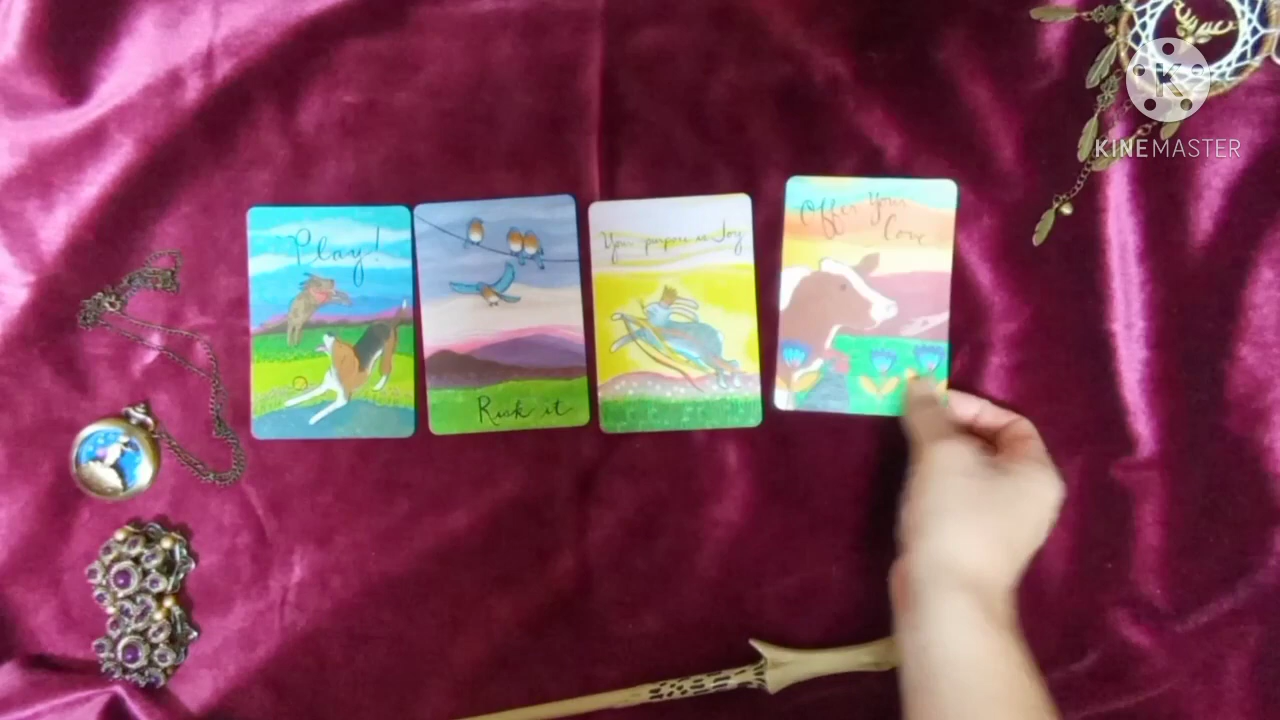 Play!
Risk it
Your purpose is Joy
Offer Your
Love
KINEMASTER